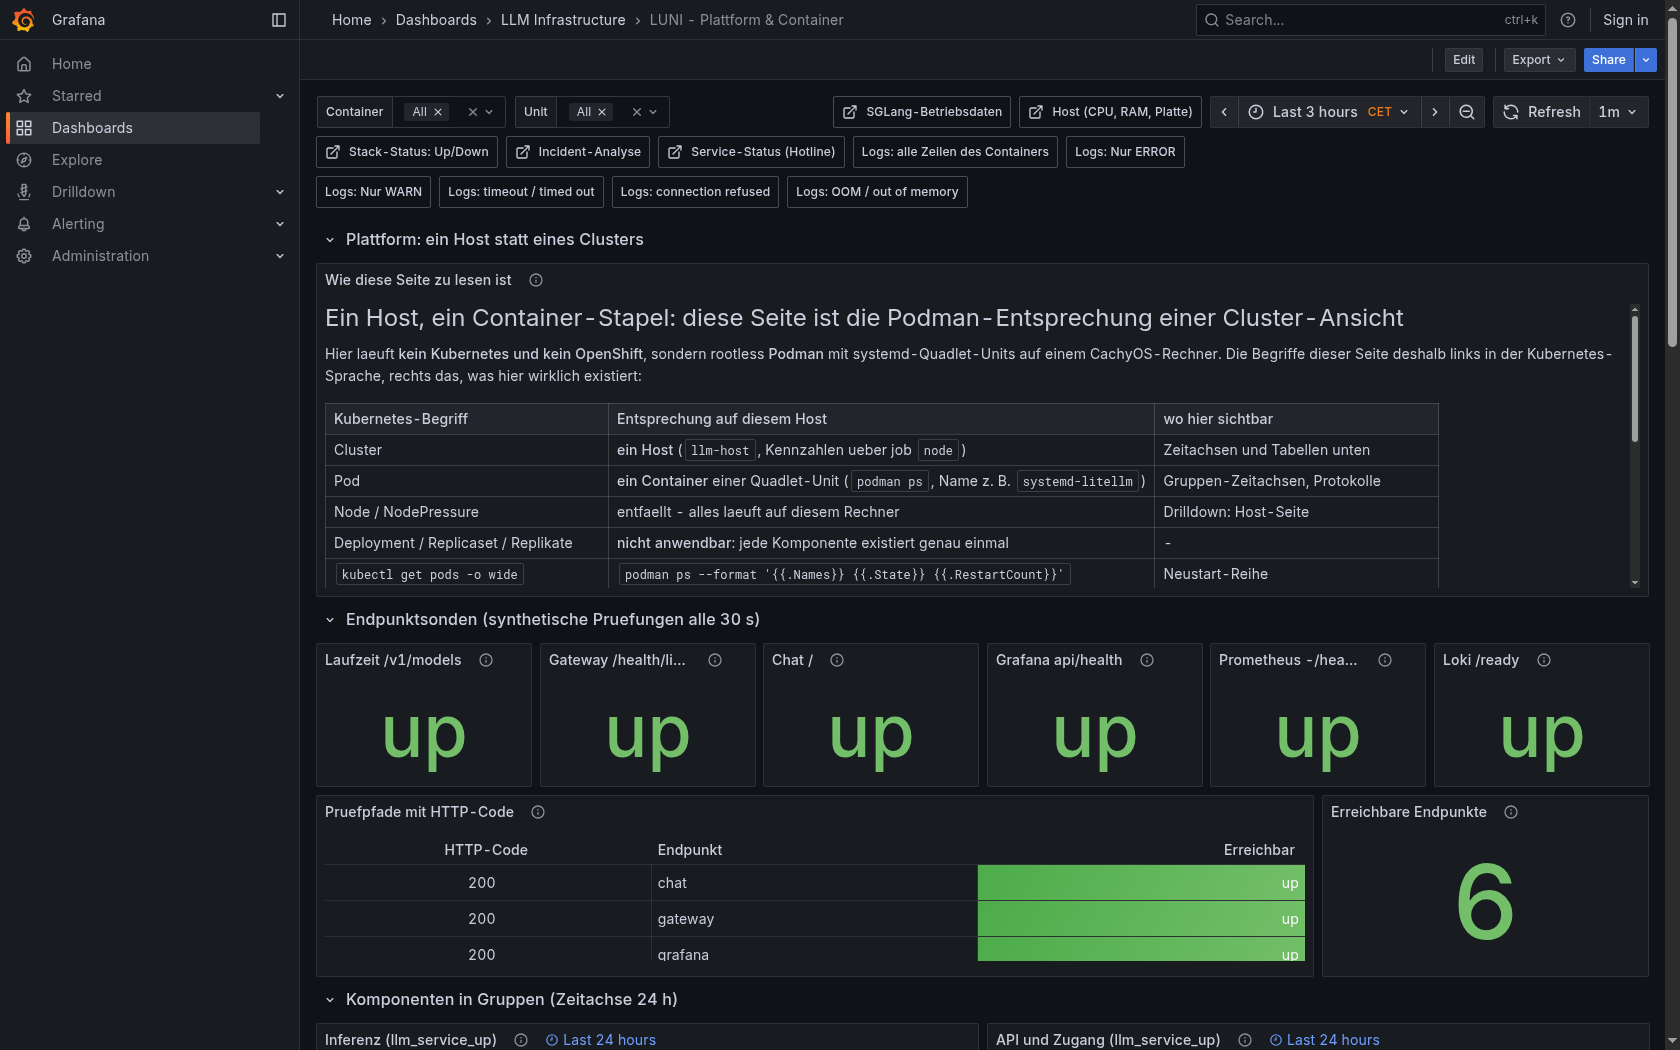 Grafana
Home › Dashboards › LLM Infrastructure › LUNI - Plattform & Container
Search... ctrl+k
Sign in
Home
Starred
Dashboards
Explore
Drilldown
Alerting
Administration
Edit Export Share
Container All Unit All
SGLang-Betriebsdaten Host (CPU, RAM, Platte) Last 3 hours CET Refresh 1m
Stack-Status: Up/Down Incident-Analyse Service-Status (Hotline) Logs: alle Zeilen des Containers Logs: Nur ERROR
Logs: Nur WARN Logs: timeout / timed out Logs: connection refused Logs: OOM / out of memory
Plattform: ein Host statt eines Clusters
Wie diese Seite zu lesen ist
Ein Host, ein Container-Stapel: diese Seite ist die Podman-Entsprechung einer Cluster-Ansicht
Hier laeuft kein Kubernetes und kein OpenShift, sondern rootless Podman mit systemd-Quadlet-Units auf einem CachyOS-Rechner. Die Begriffe dieser Seite deshalb links in der Kubernetes-
Sprache, rechts das, was hier wirklich existiert:
Kubernetes-Begriff Entsprechung auf diesem Host wo hier sichtbar
Cluster ein Host ( llm-host , Kennzahlen ueber job node ) Zeitachsen und Tabellen unten
Pod ein Container einer Quadlet-Unit ( podman ps , Name z. B. systemd-litellm ) Gruppen-Zeitachsen, Protokolle
Node / NodePressure entfaellt - alles laeuft auf diesem Rechner Drilldown: Host-Seite
Deployment / Replicaset / Replikate nicht anwendbar: jede Komponente existiert genau einmal -
kubectl get pods -o wide podman ps --format '{{.Names}} {{.State}} {{.RestartCount}}' Neustart-Reihe
Endpunktsonden (synthetische Pruefungen alle 30 s)
Laufzeit /v1/models Gateway /health/li... Chat / Grafana api/health Prometheus -/hea... Loki /ready
up up up up up up
Pruefpfade mit HTTP-Code
Erreichbare Endpunkte
HTTP-Code Endpunkt Erreichbar
200 chat up
200 gateway up
200 grafana up
6
Komponenten in Gruppen (Zeitachse 24 h)
Inferenz (llm_service_up) Last 24 hours
API und Zugang (llm_service_up) Last 24 hours